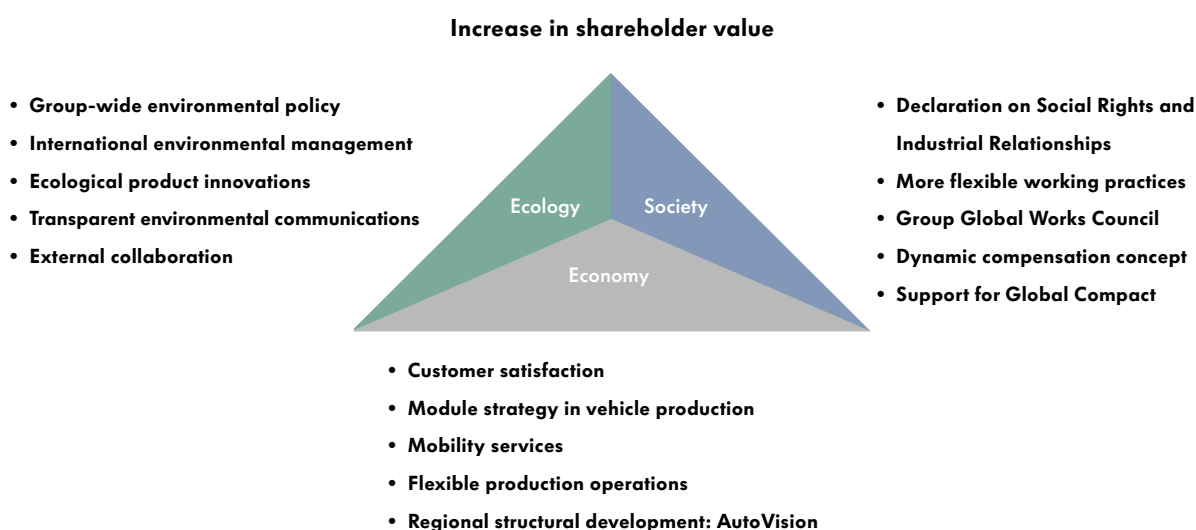 Increase in shareholder value
• Group-wide environmental policy
• International environmental management
• Ecological product innovations
• Transparent environmental communications
• External collaboration
Ecology
Society
Economy
• Declaration on Social Rights and
Industrial Relationships
• More flexible working practices
• Group Global Works Council
• Dynamic compensation concept
• Support for Global Compact
• Customer satisfaction
• Module strategy in vehicle production
• Mobility services
• Flexible production operations
• Regional structural development: AutoVision